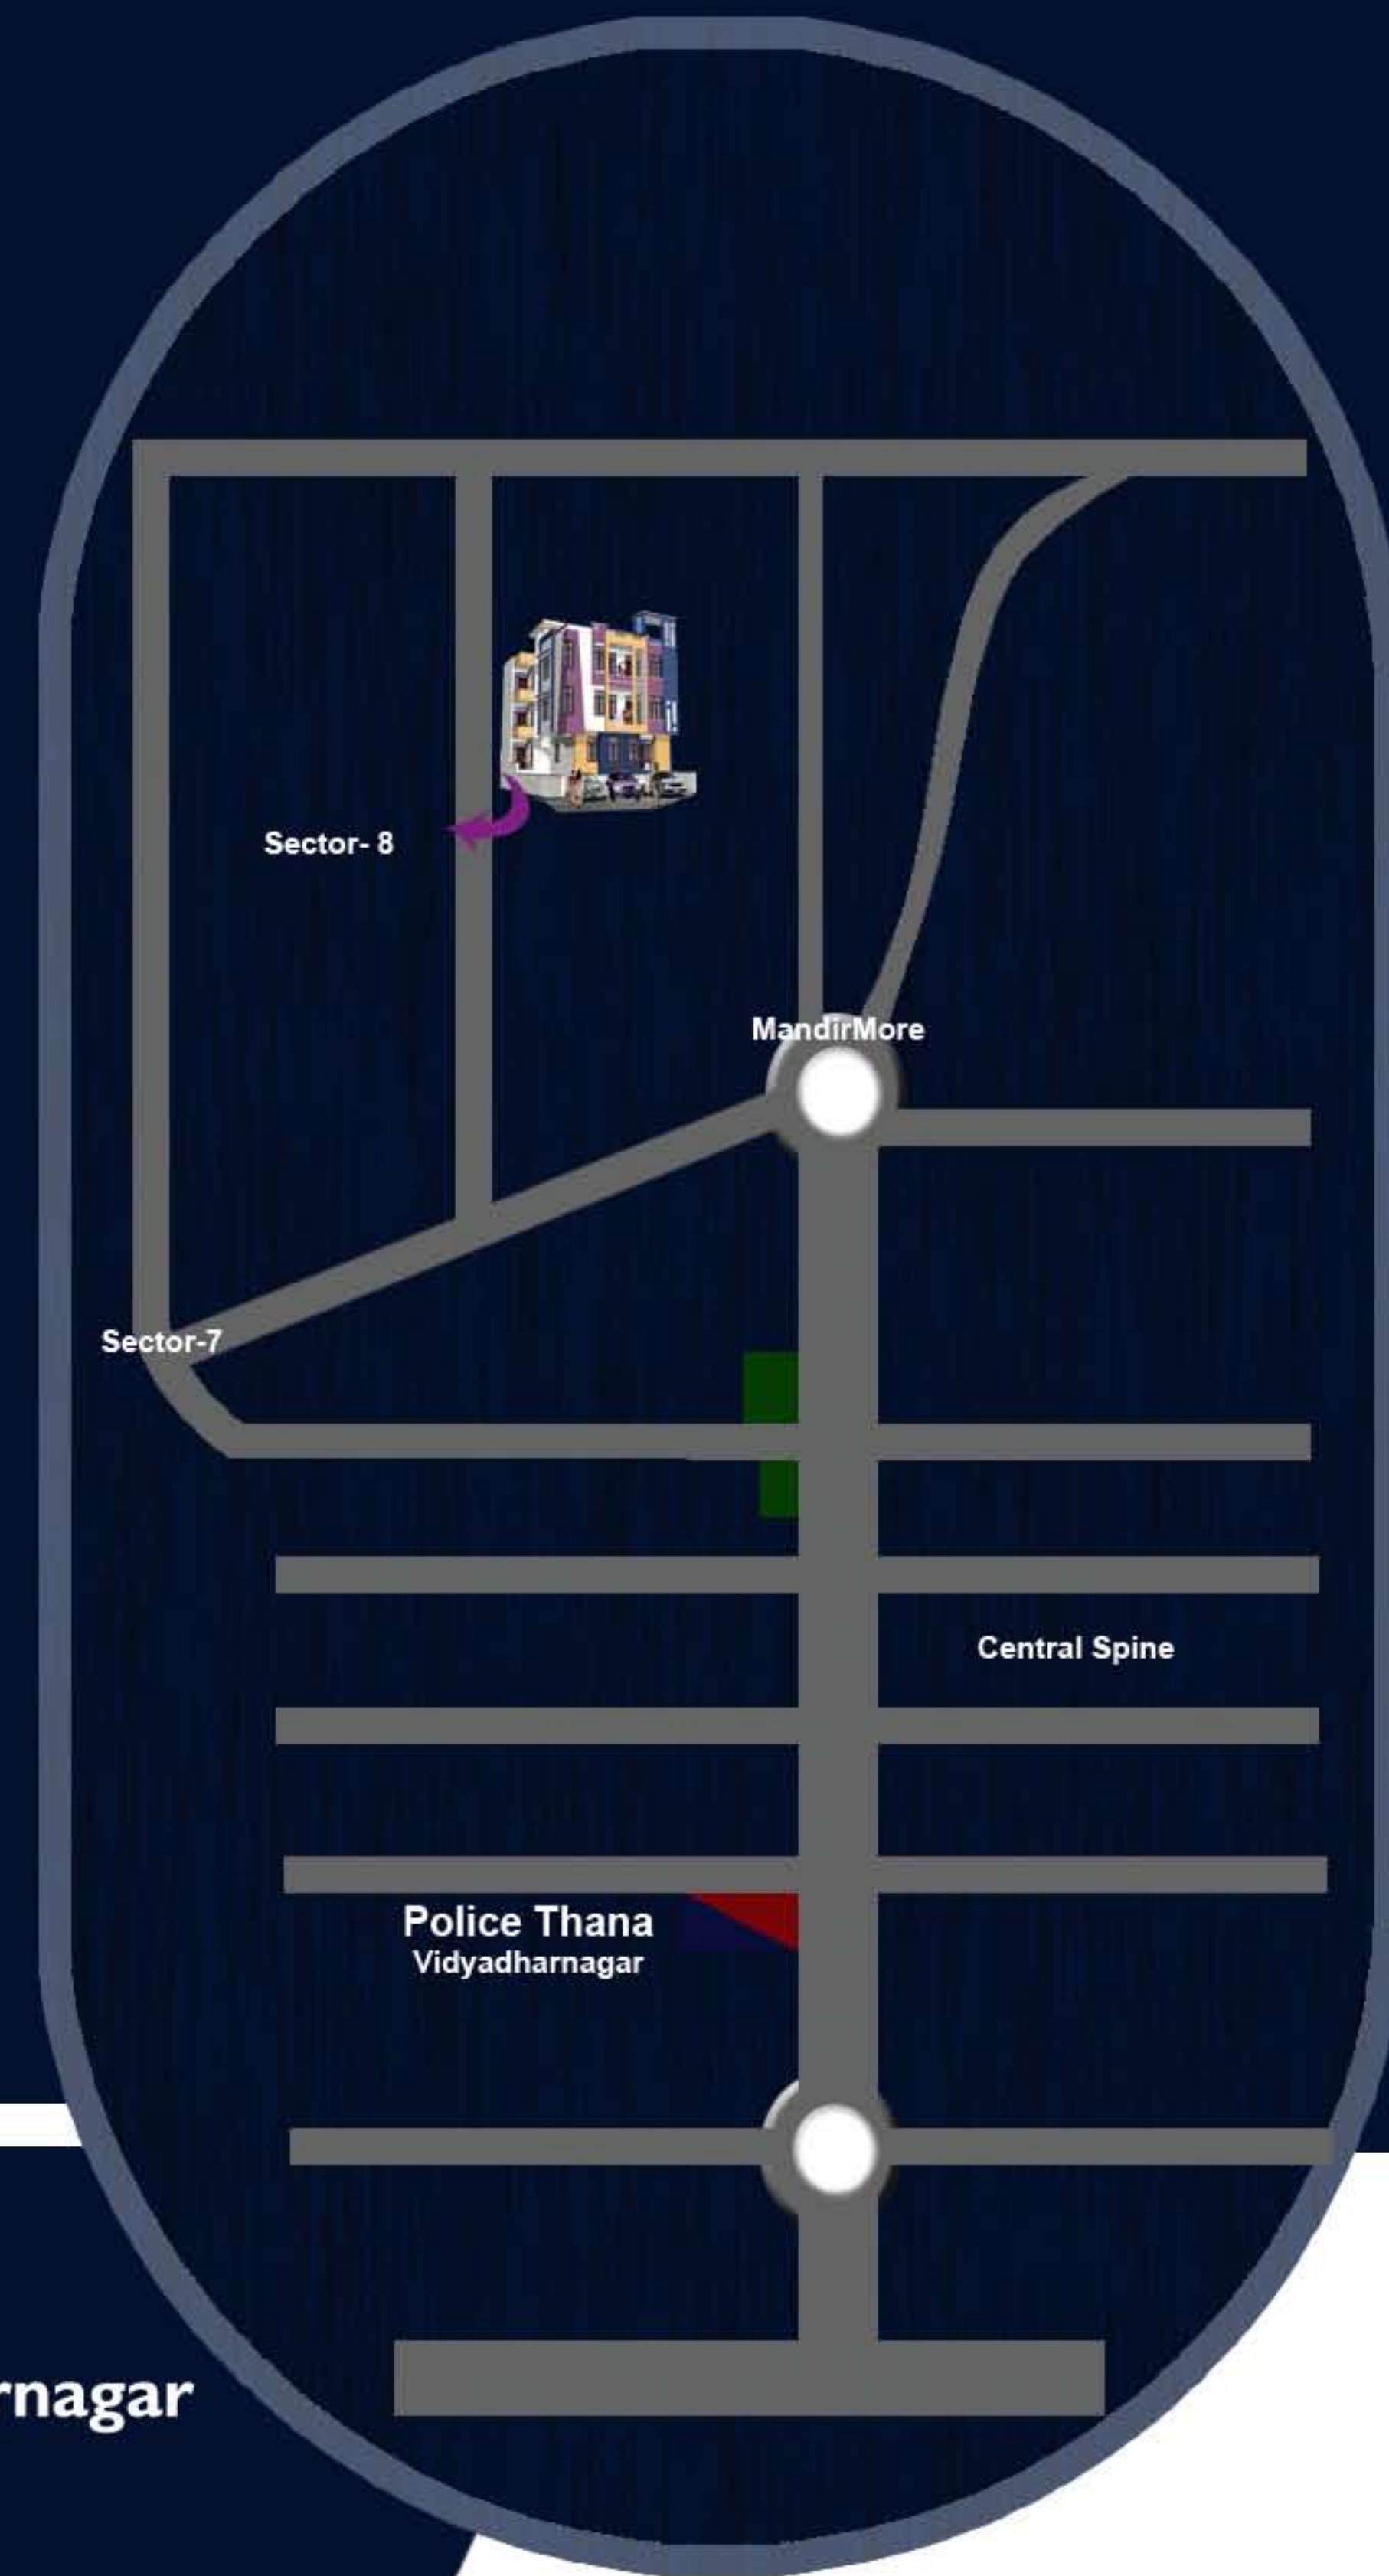 Sector- 8
MandirMore
Sector-7
Central Spine
Police Thana
Vidyadharnagar
rnagar